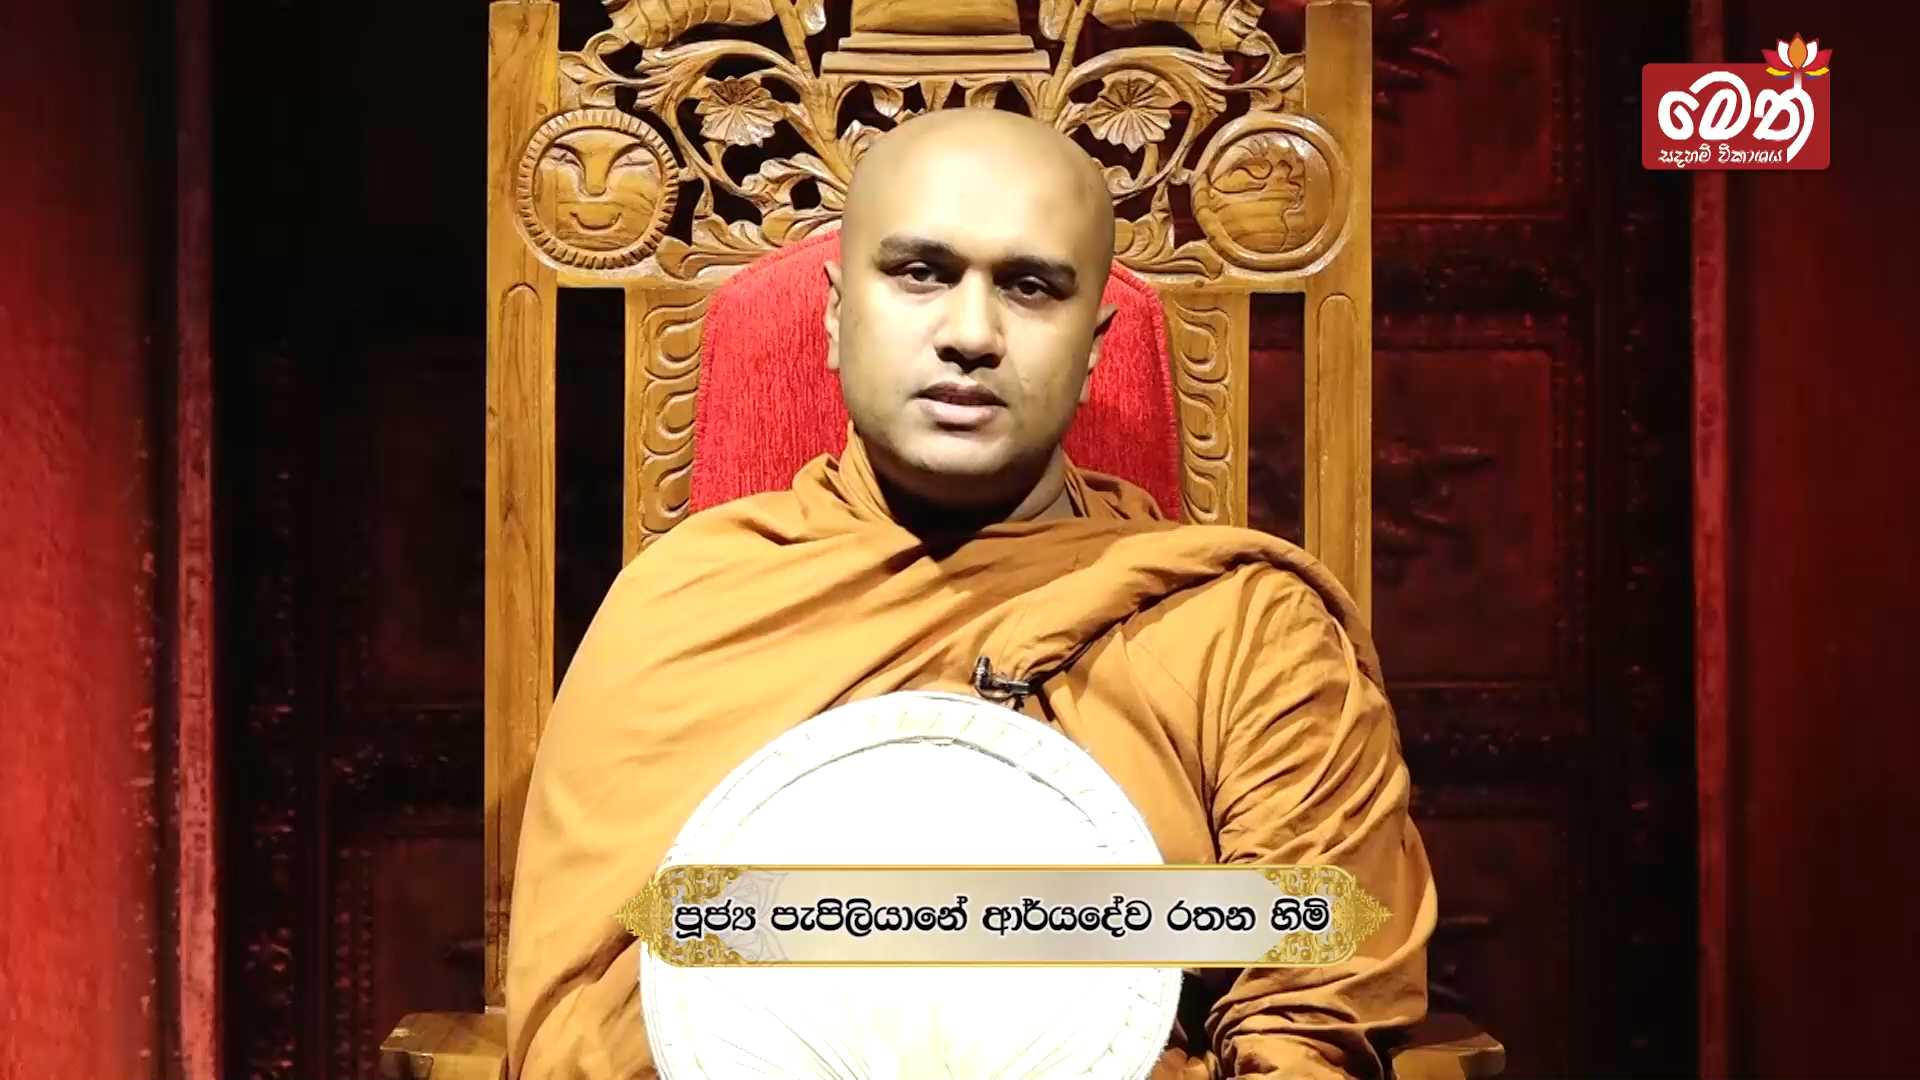 මෙත්
සදහම් විකාශය
පූජ්‍ය පැපිලියානේ ආර්යදේව රතන හිමි